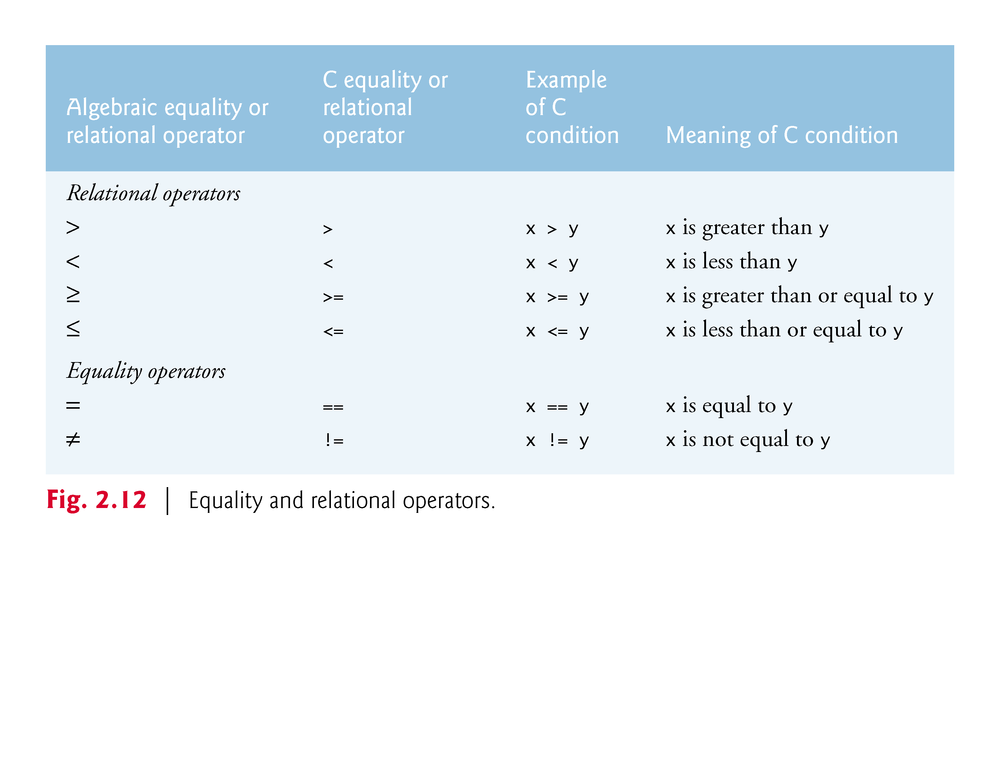 Algebraic equality or relational operator
C equality or relational operator
Example of C condition
Meaning of C condition
Relational operators
> > x > y x is greater than y
< < x < y x is less than y
≥ >= x >= y x is greater than or equal to y
≤ <= x <= y x is less than or equal to y
Equality operators
= == x == y x is equal to y
≠ != x != y x is not equal to y
Fig. 2.12 | Equality and relational operators.